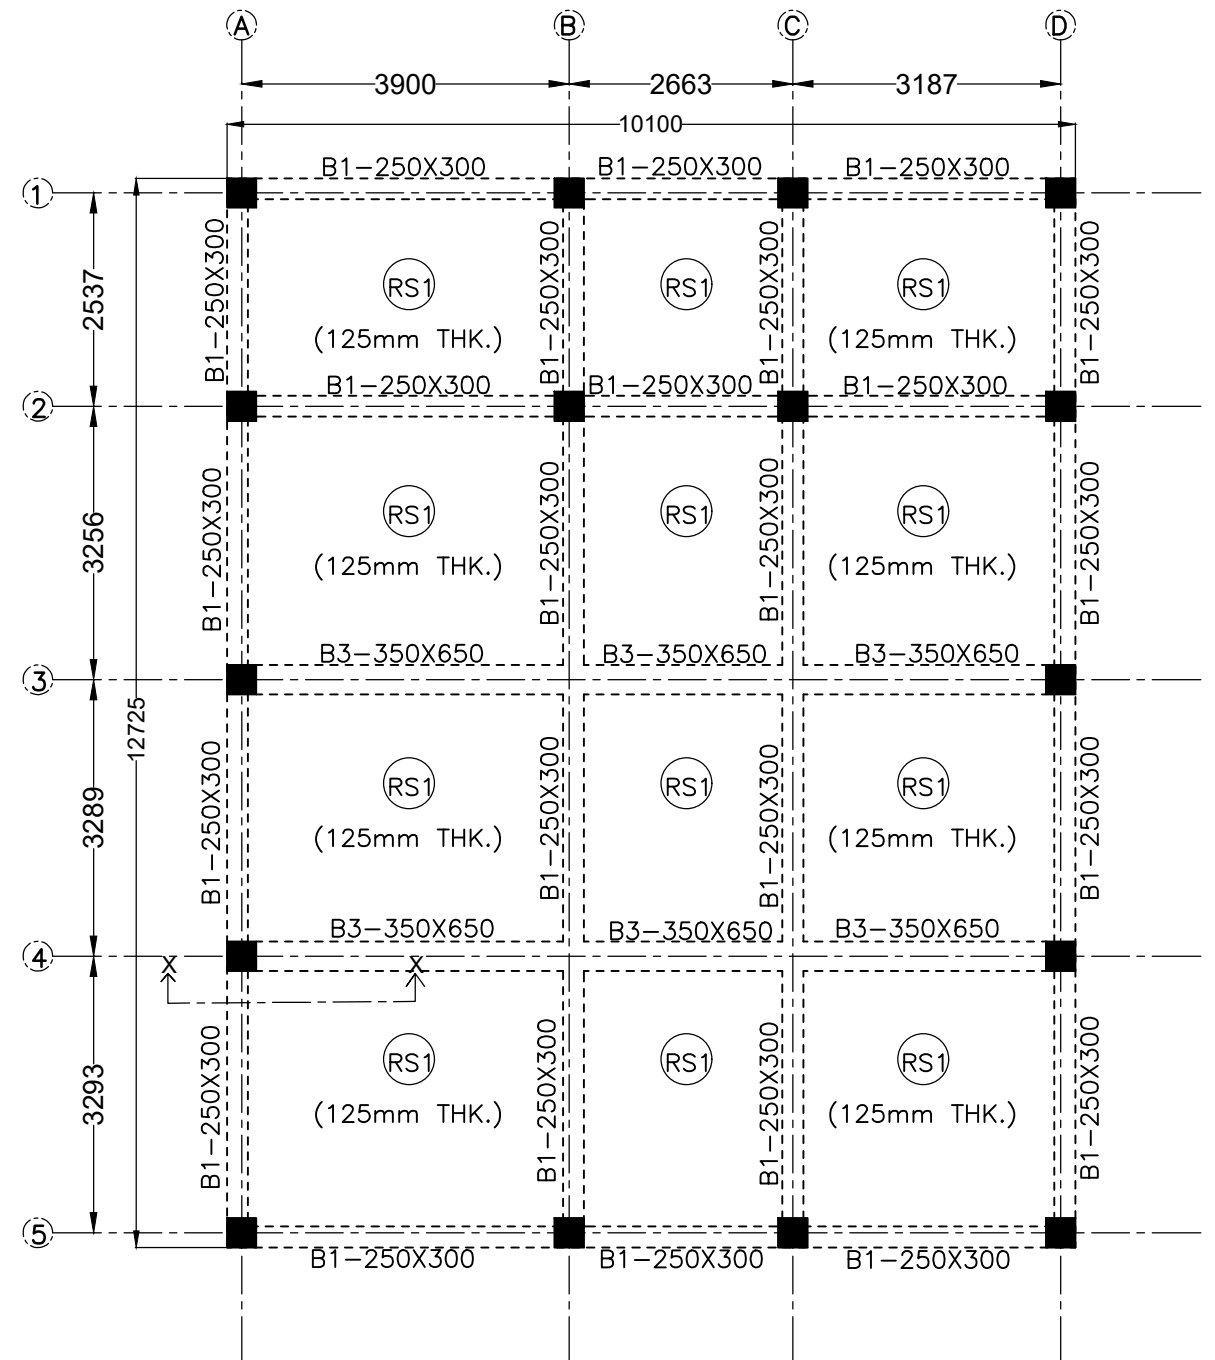 A B C D
3900 2663 3187
10100
B1-250X300 B1-250X300 B1-250X300
1
B1-250X300 B1-250X300 B1-250X300 B1-250X300
2537
RS1 RS1 RS1
(125mm THK.) (125mm THK.)
B1-250X300 B1-250X300 B1-250X300
2
B1-250X300 B1-250X300 B1-250X300 B1-250X300
3256
RS1 RS1 RS1
(125mm THK.) (125mm THK.)
B3-350X650 B3-350X650 B3-350X650
3
12725
B1-250X300 B1-250X300 B1-250X300 B1-250X300
3289
RS1 RS1 RS1
(125mm THK.) (125mm THK.)
B3-350X650 B3-350X650 B3-350X650
4
X X
B1-250X300 B1-250X300 B1-250X300 B1-250X300
3293
RS1 RS1 RS1
(125mm THK.) (125mm THK.)
5
B1-250X300 B1-250X300 B1-250X300